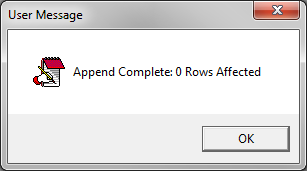 User Message
Append Complete: 0 Rows Affected
OK